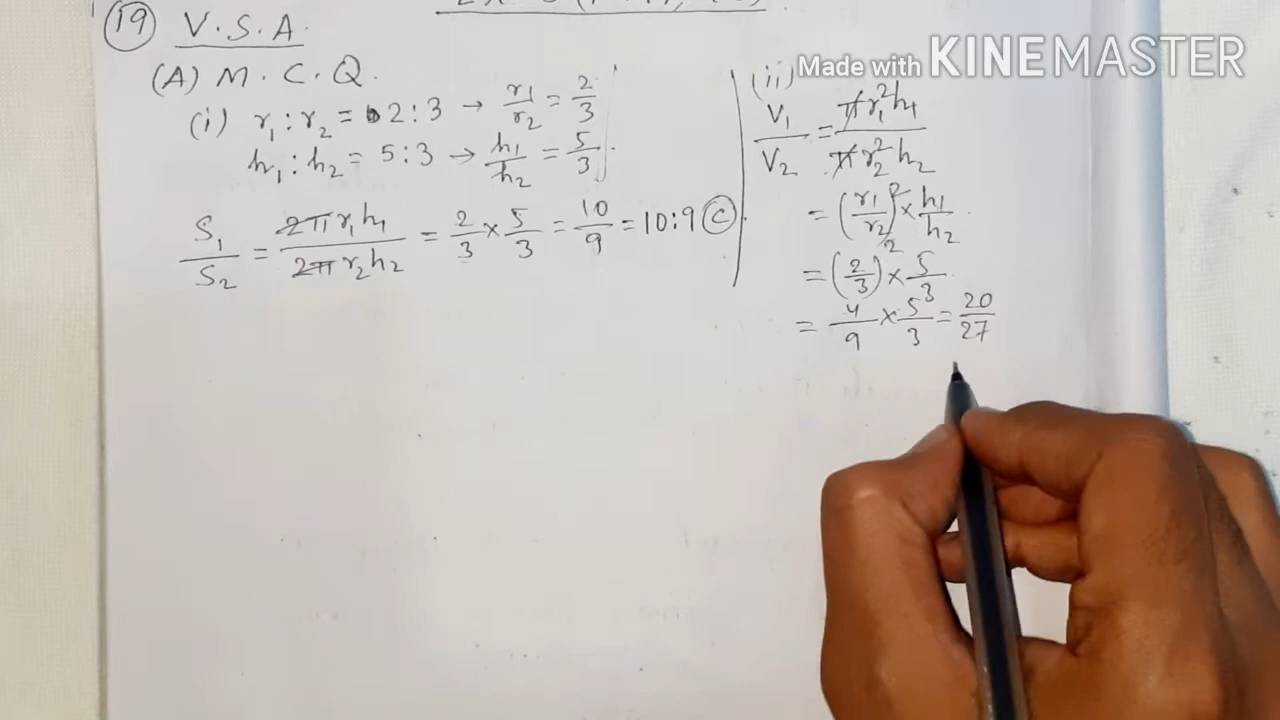 (19) V.S.A.
(A) M.C.Q.
(i) r₁ : r₂ = 2:3 → r₁/r₂ = 2/3
h₁ : h₂ = 5:3 → h₁/h₂ = 5/3
S₁/S₂ = 2πr₁h₁/2πr₂h₂ = 2/3 × 5/3 = 10/9 = 10:9 (C)
(ii)
V₁/V₂ = πr₁²h₁/πr₂²h₂
= (r₁/r₂)² × h₁/h₂
= (2/3)² × 5/3
= 4/9 × 5/3 = 20/27
Made with KINEMASTER